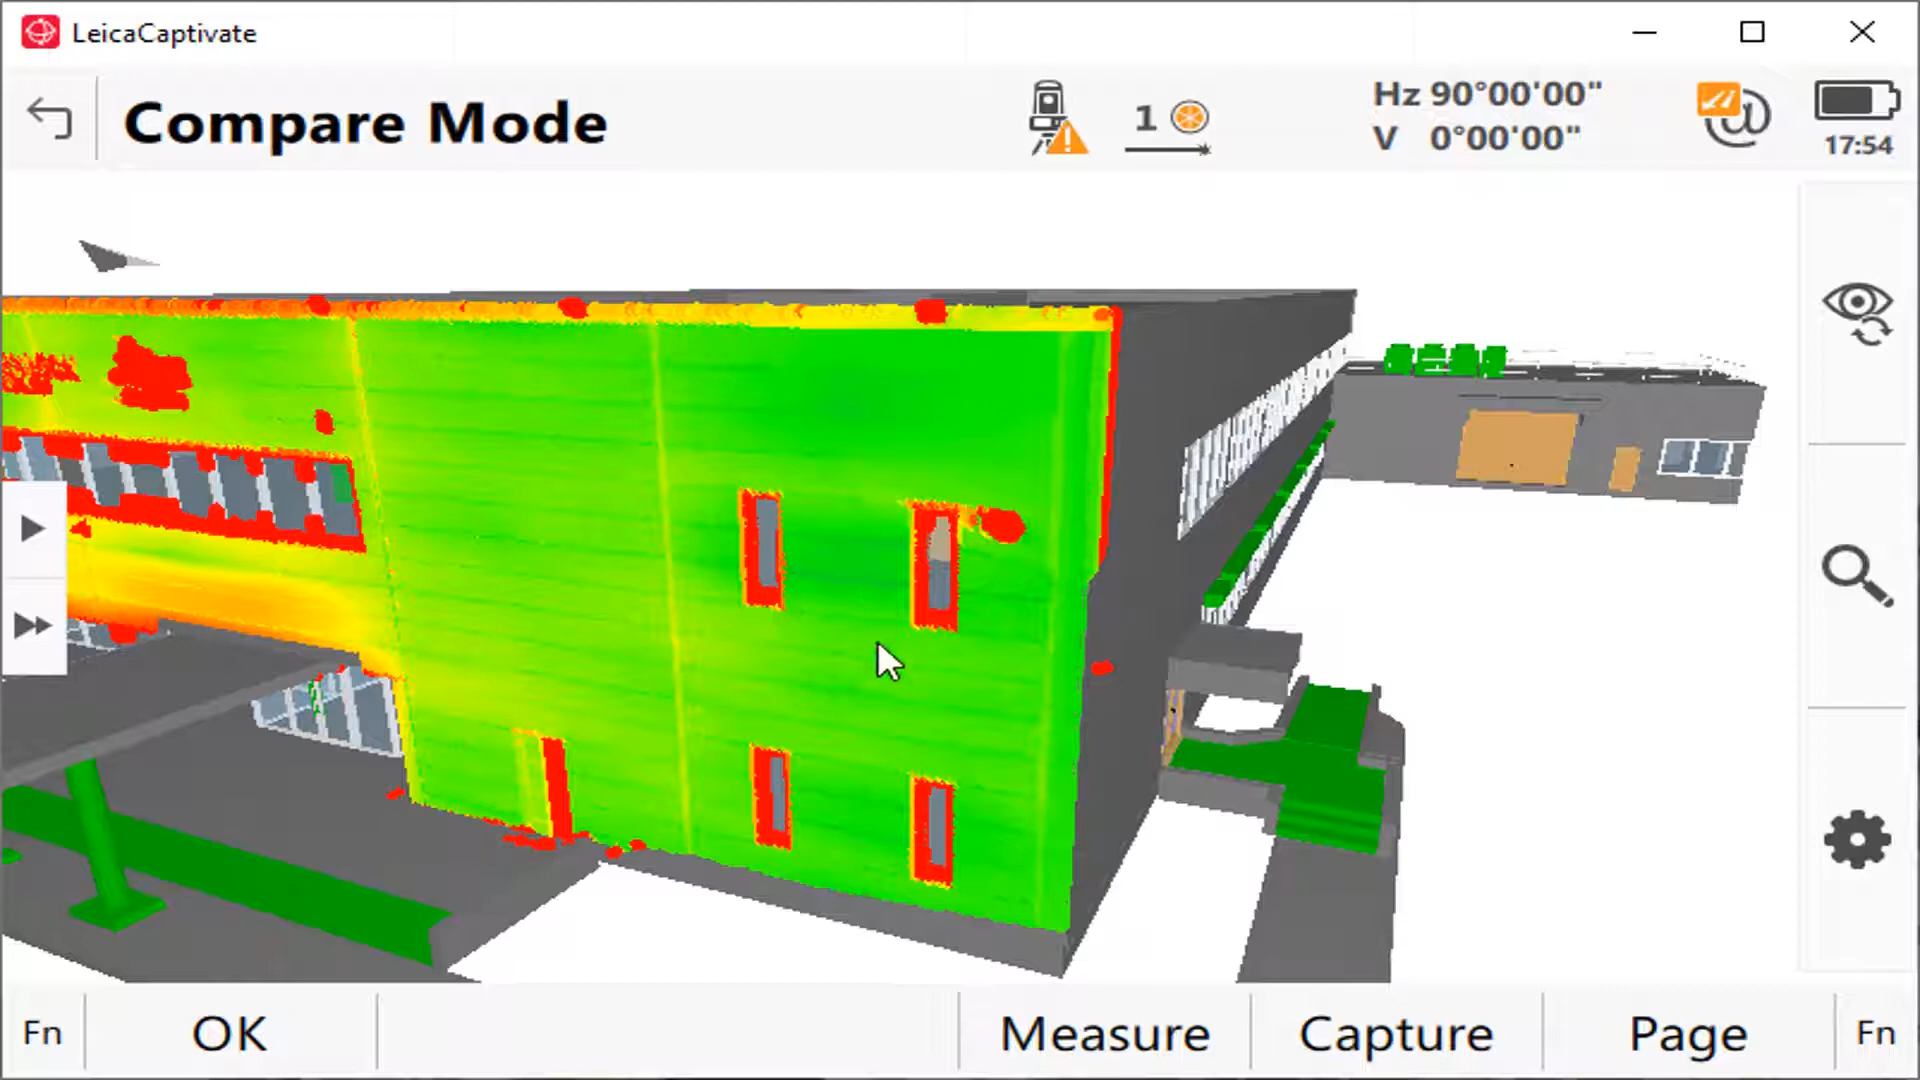 LeicaCaptivate
Compare Mode
1
Hz 90°00'00"
V 0°00'00"
17:54
Fn
OK
Measure
Capture
Page
Fn